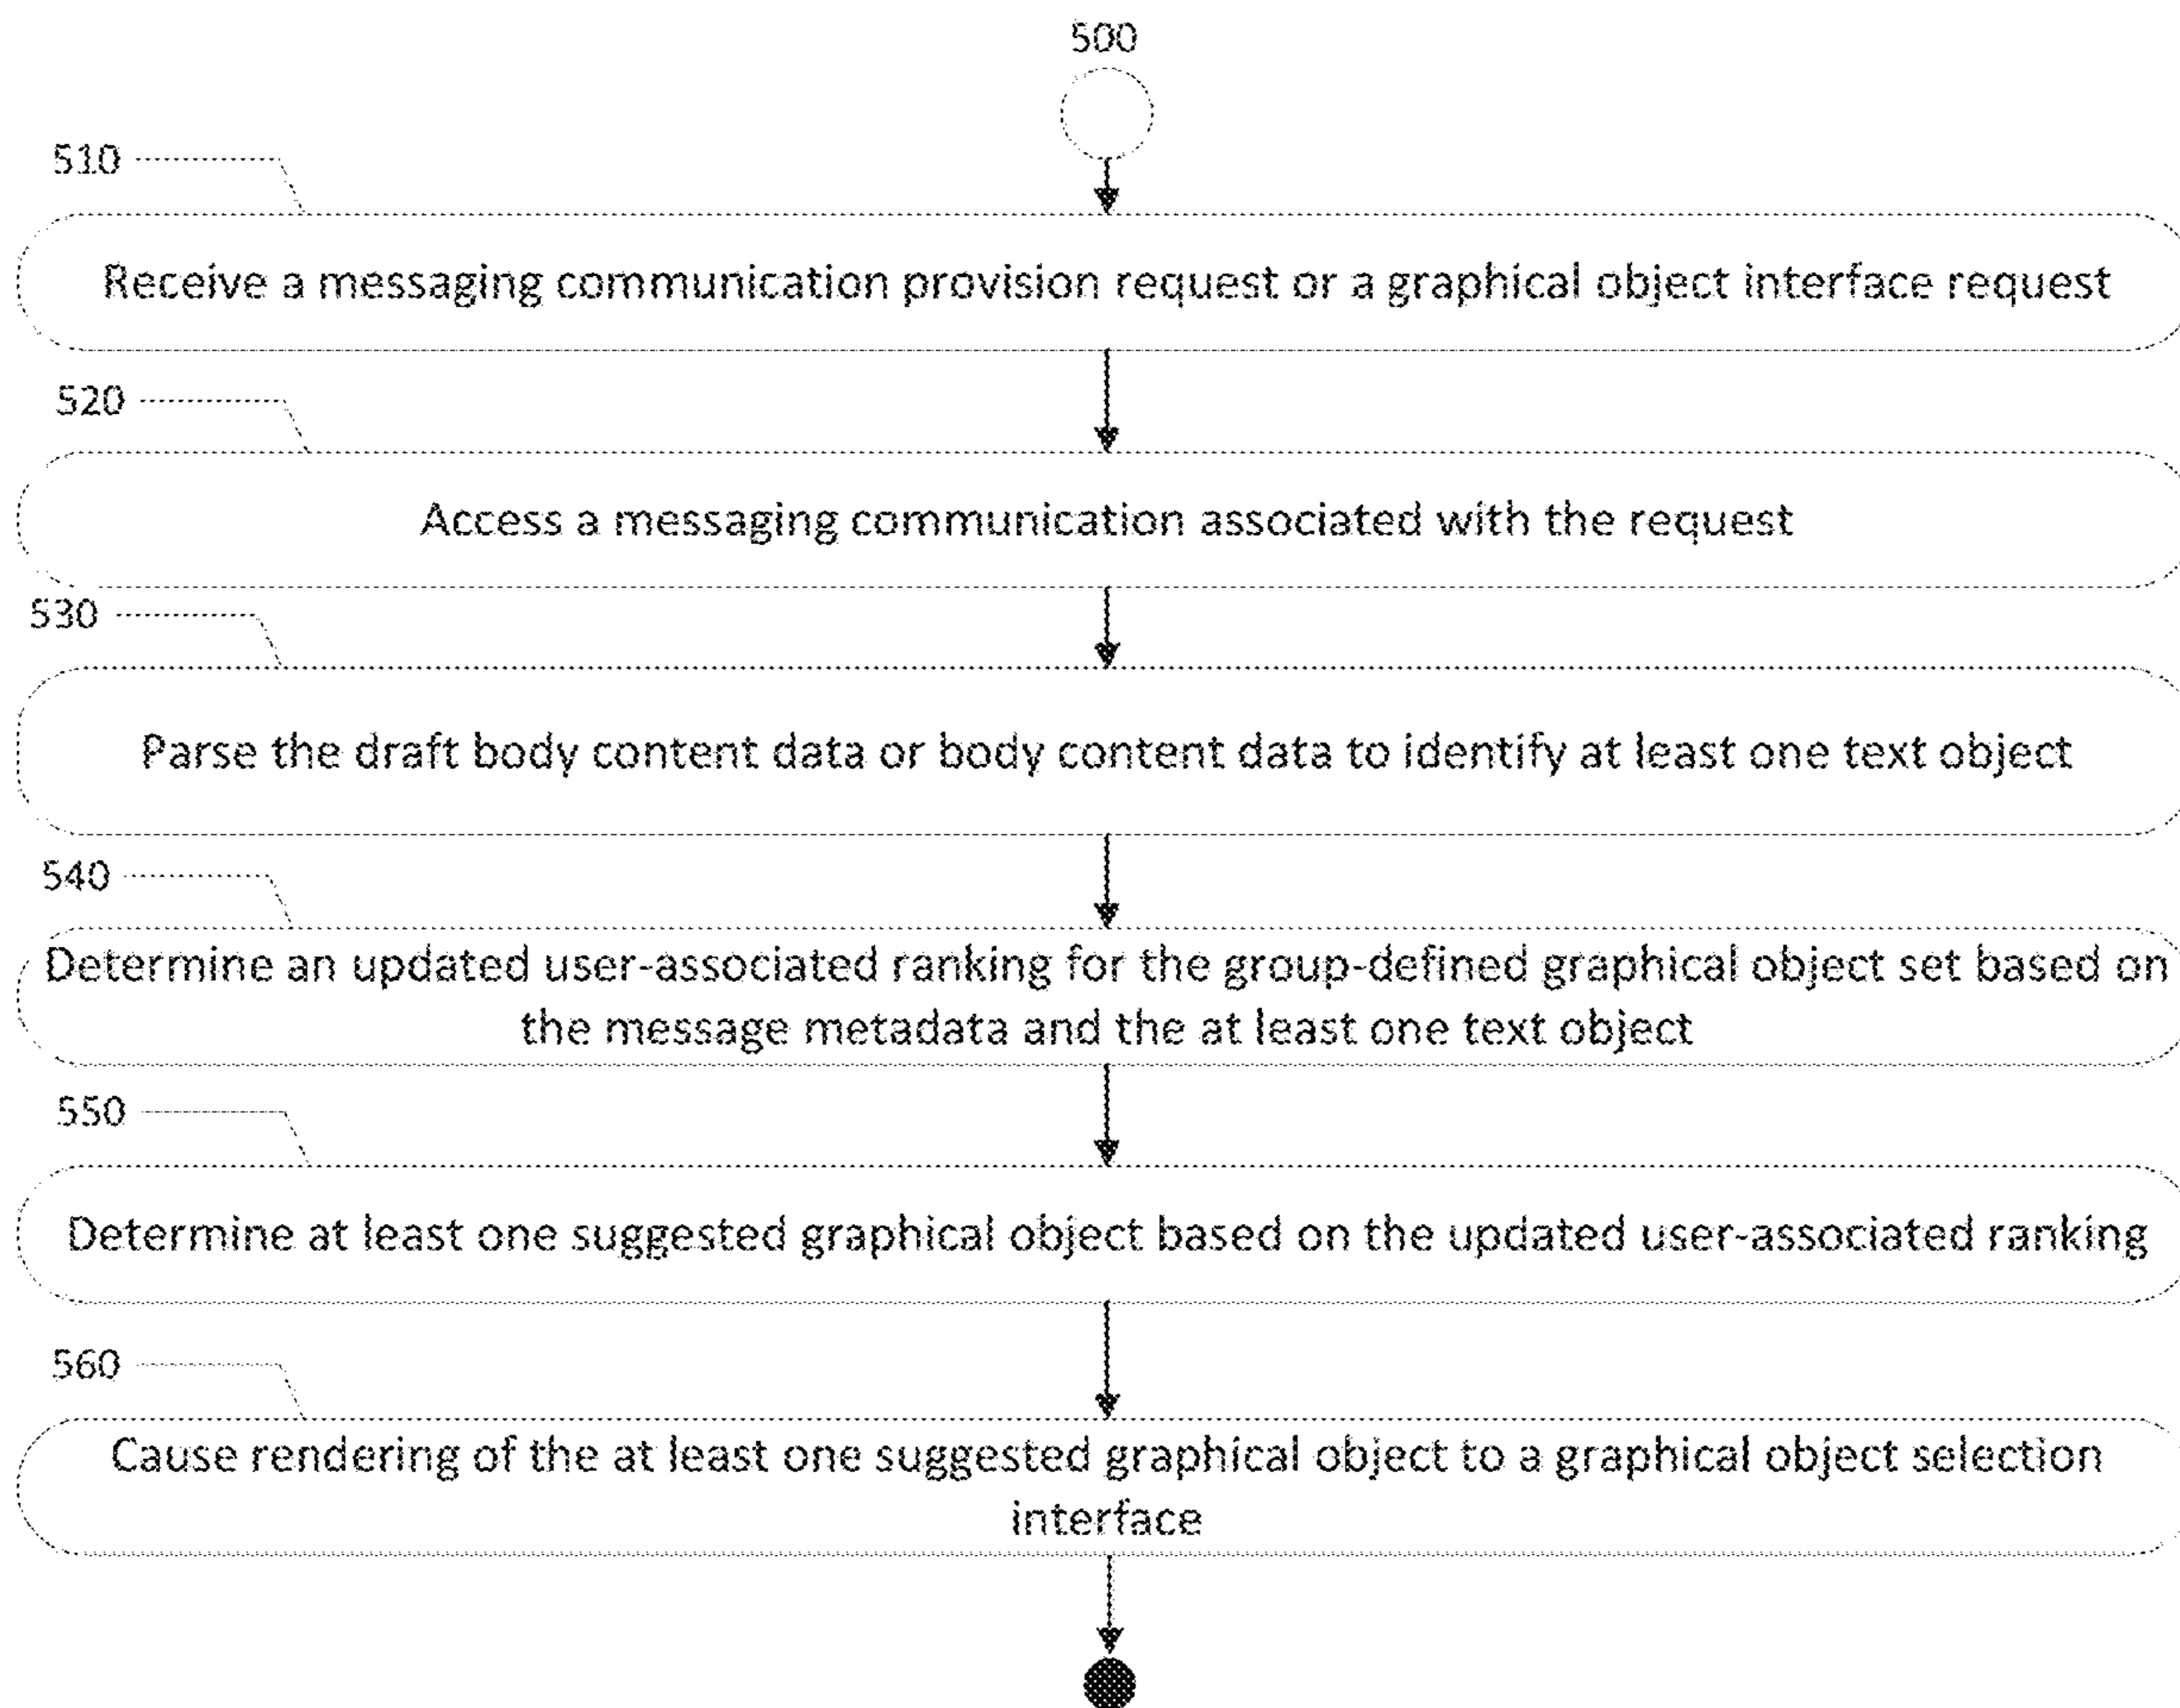 500
510
Receive a messaging communication provision request or a graphical object interface request
520
Access a messaging communication associated with the request
530
Parse the draft body content data or body content data to identify at least one text object
540
Determine an updated user-associated ranking for the group-defined graphical object set based on
the message metadata and the at least one text object
550
Determine at least one suggested graphical object based on the updated user-associated ranking
560
Cause rendering of the at least one suggested graphical object to a graphical object selection
interface